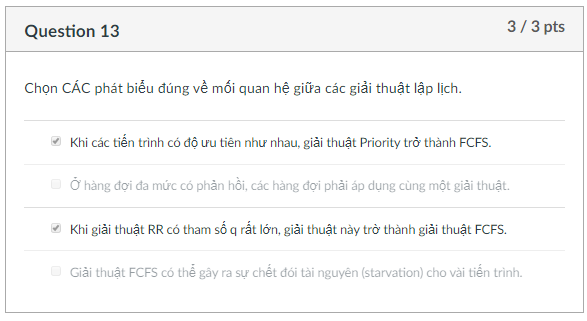 Question 13
3 / 3 pts
Chọn CÁC phát biểu đúng về mối quan hệ giữa các giải thuật lập lịch.
Khi các tiến trình có độ ưu tiên như nhau, giải thuật Priority trở thành FCFS.
Ở hàng đợi đa mức có phản hồi, các hàng đợi phải áp dụng cùng một giải thuật.
Khi giải thuật RR có tham số q rất lớn, giải thuật này trở thành giải thuật FCFS.
Giải thuật FCFS có thể gây ra sự chết đói tài nguyên (starvation) cho vài tiến trình.